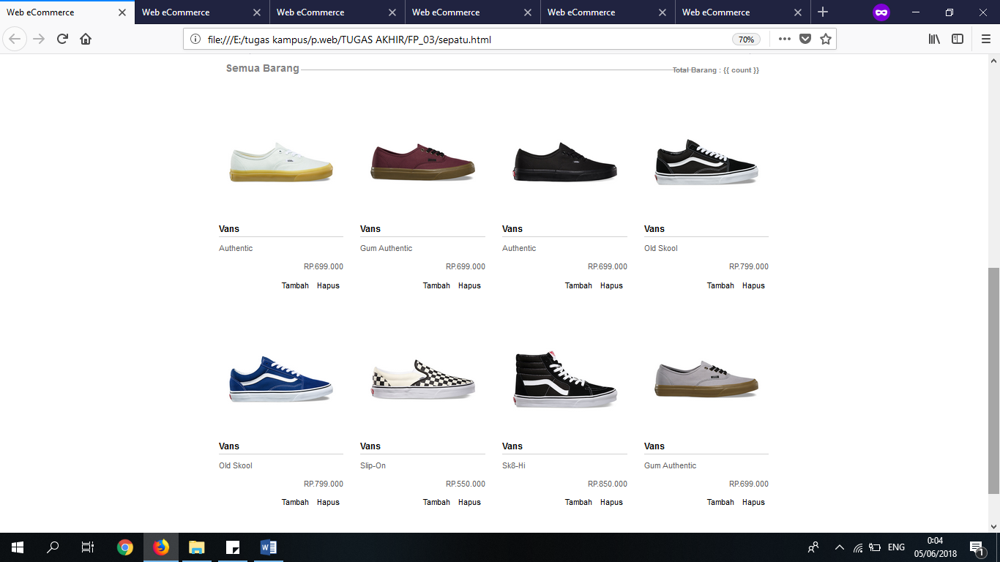 Web eCommerce Web eCommerce Web eCommerce Web eCommerce Web eCommerce Web eCommerce
file:///E:/tugas kampus/p.web/TUGAS AKHIR/FP_03/sepatu.html 70%
Semua Barang Total Barang : {{ count }}
Vans Vans Vans Vans
Authentic Gum Authentic Authentic Old Skool
RP.699.000 RP.699.000 RP.699.000 RP.799.000
Tambah Hapus Tambah Hapus Tambah Hapus Tambah Hapus
Vans Vans Vans Vans
Old Skool Slip-On Sk8-Hi Gum Authentic
RP.799.000 RP.550.000 RP.850.000 RP.699.000
Tambah Hapus Tambah Hapus Tambah Hapus Tambah Hapus
ENG
0:04
05/06/2018
1